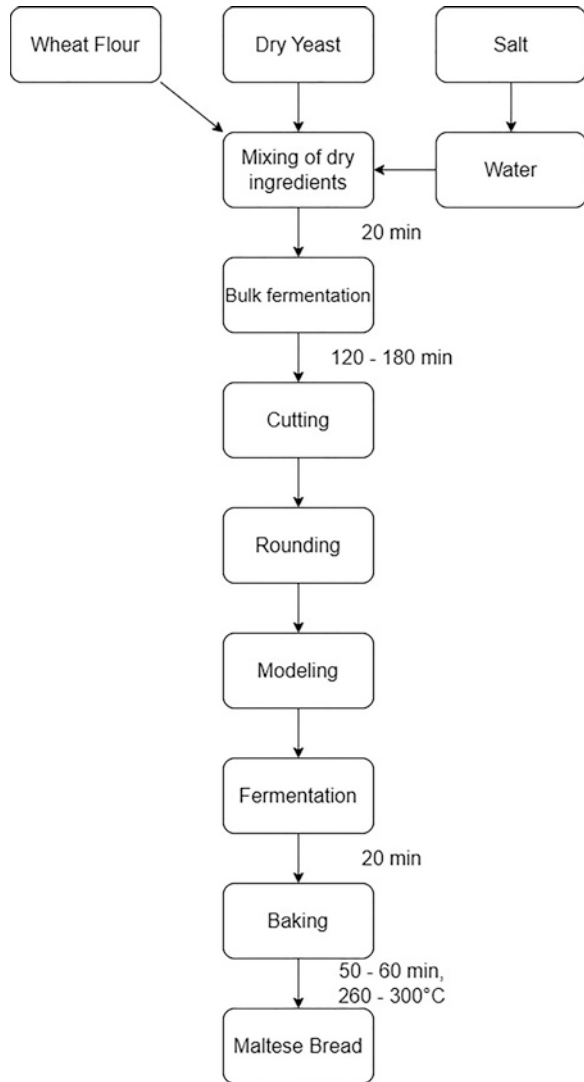 Wheat Flour
Dry Yeast
Salt
Mixing of dry
ingredients
Water
20 min
Bulk fermentation
120 - 180 min
Cutting
Rounding
Modeling
Fermentation
20 min
Baking
50 - 60 min,
260 - 300°C
Maltese Bread